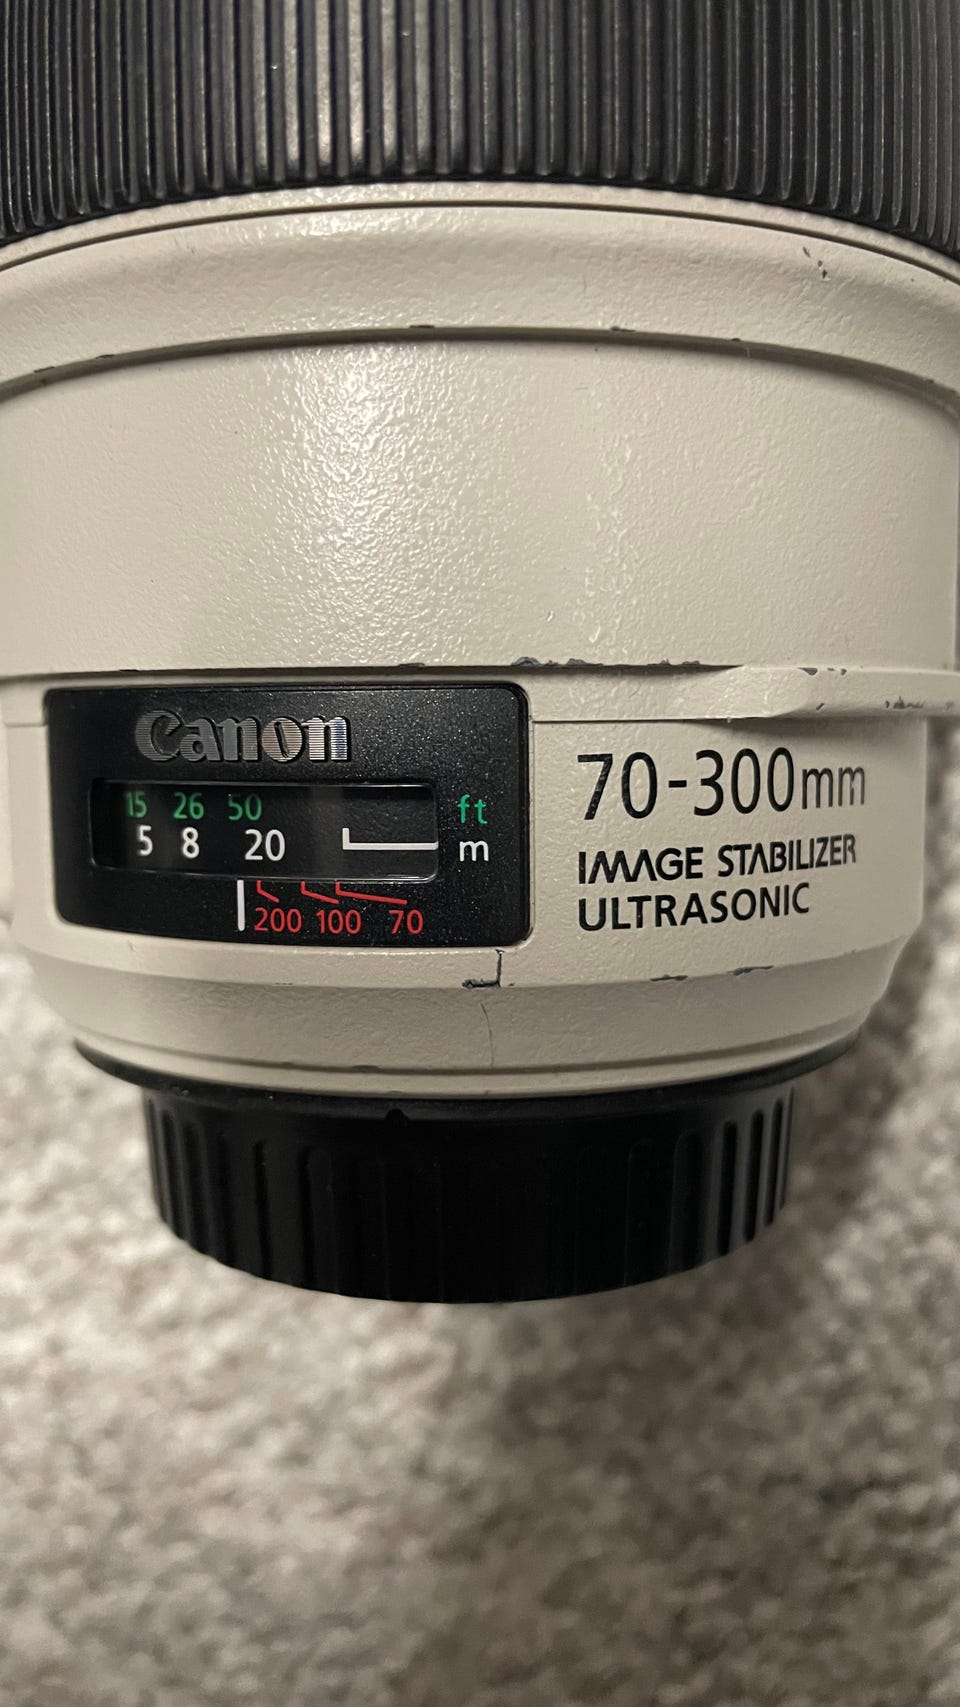 Canon
15 26 50 ft
5 8 20 m
200 100 70
70-300mm
IMAGE STABILIZER
ULTRASONIC